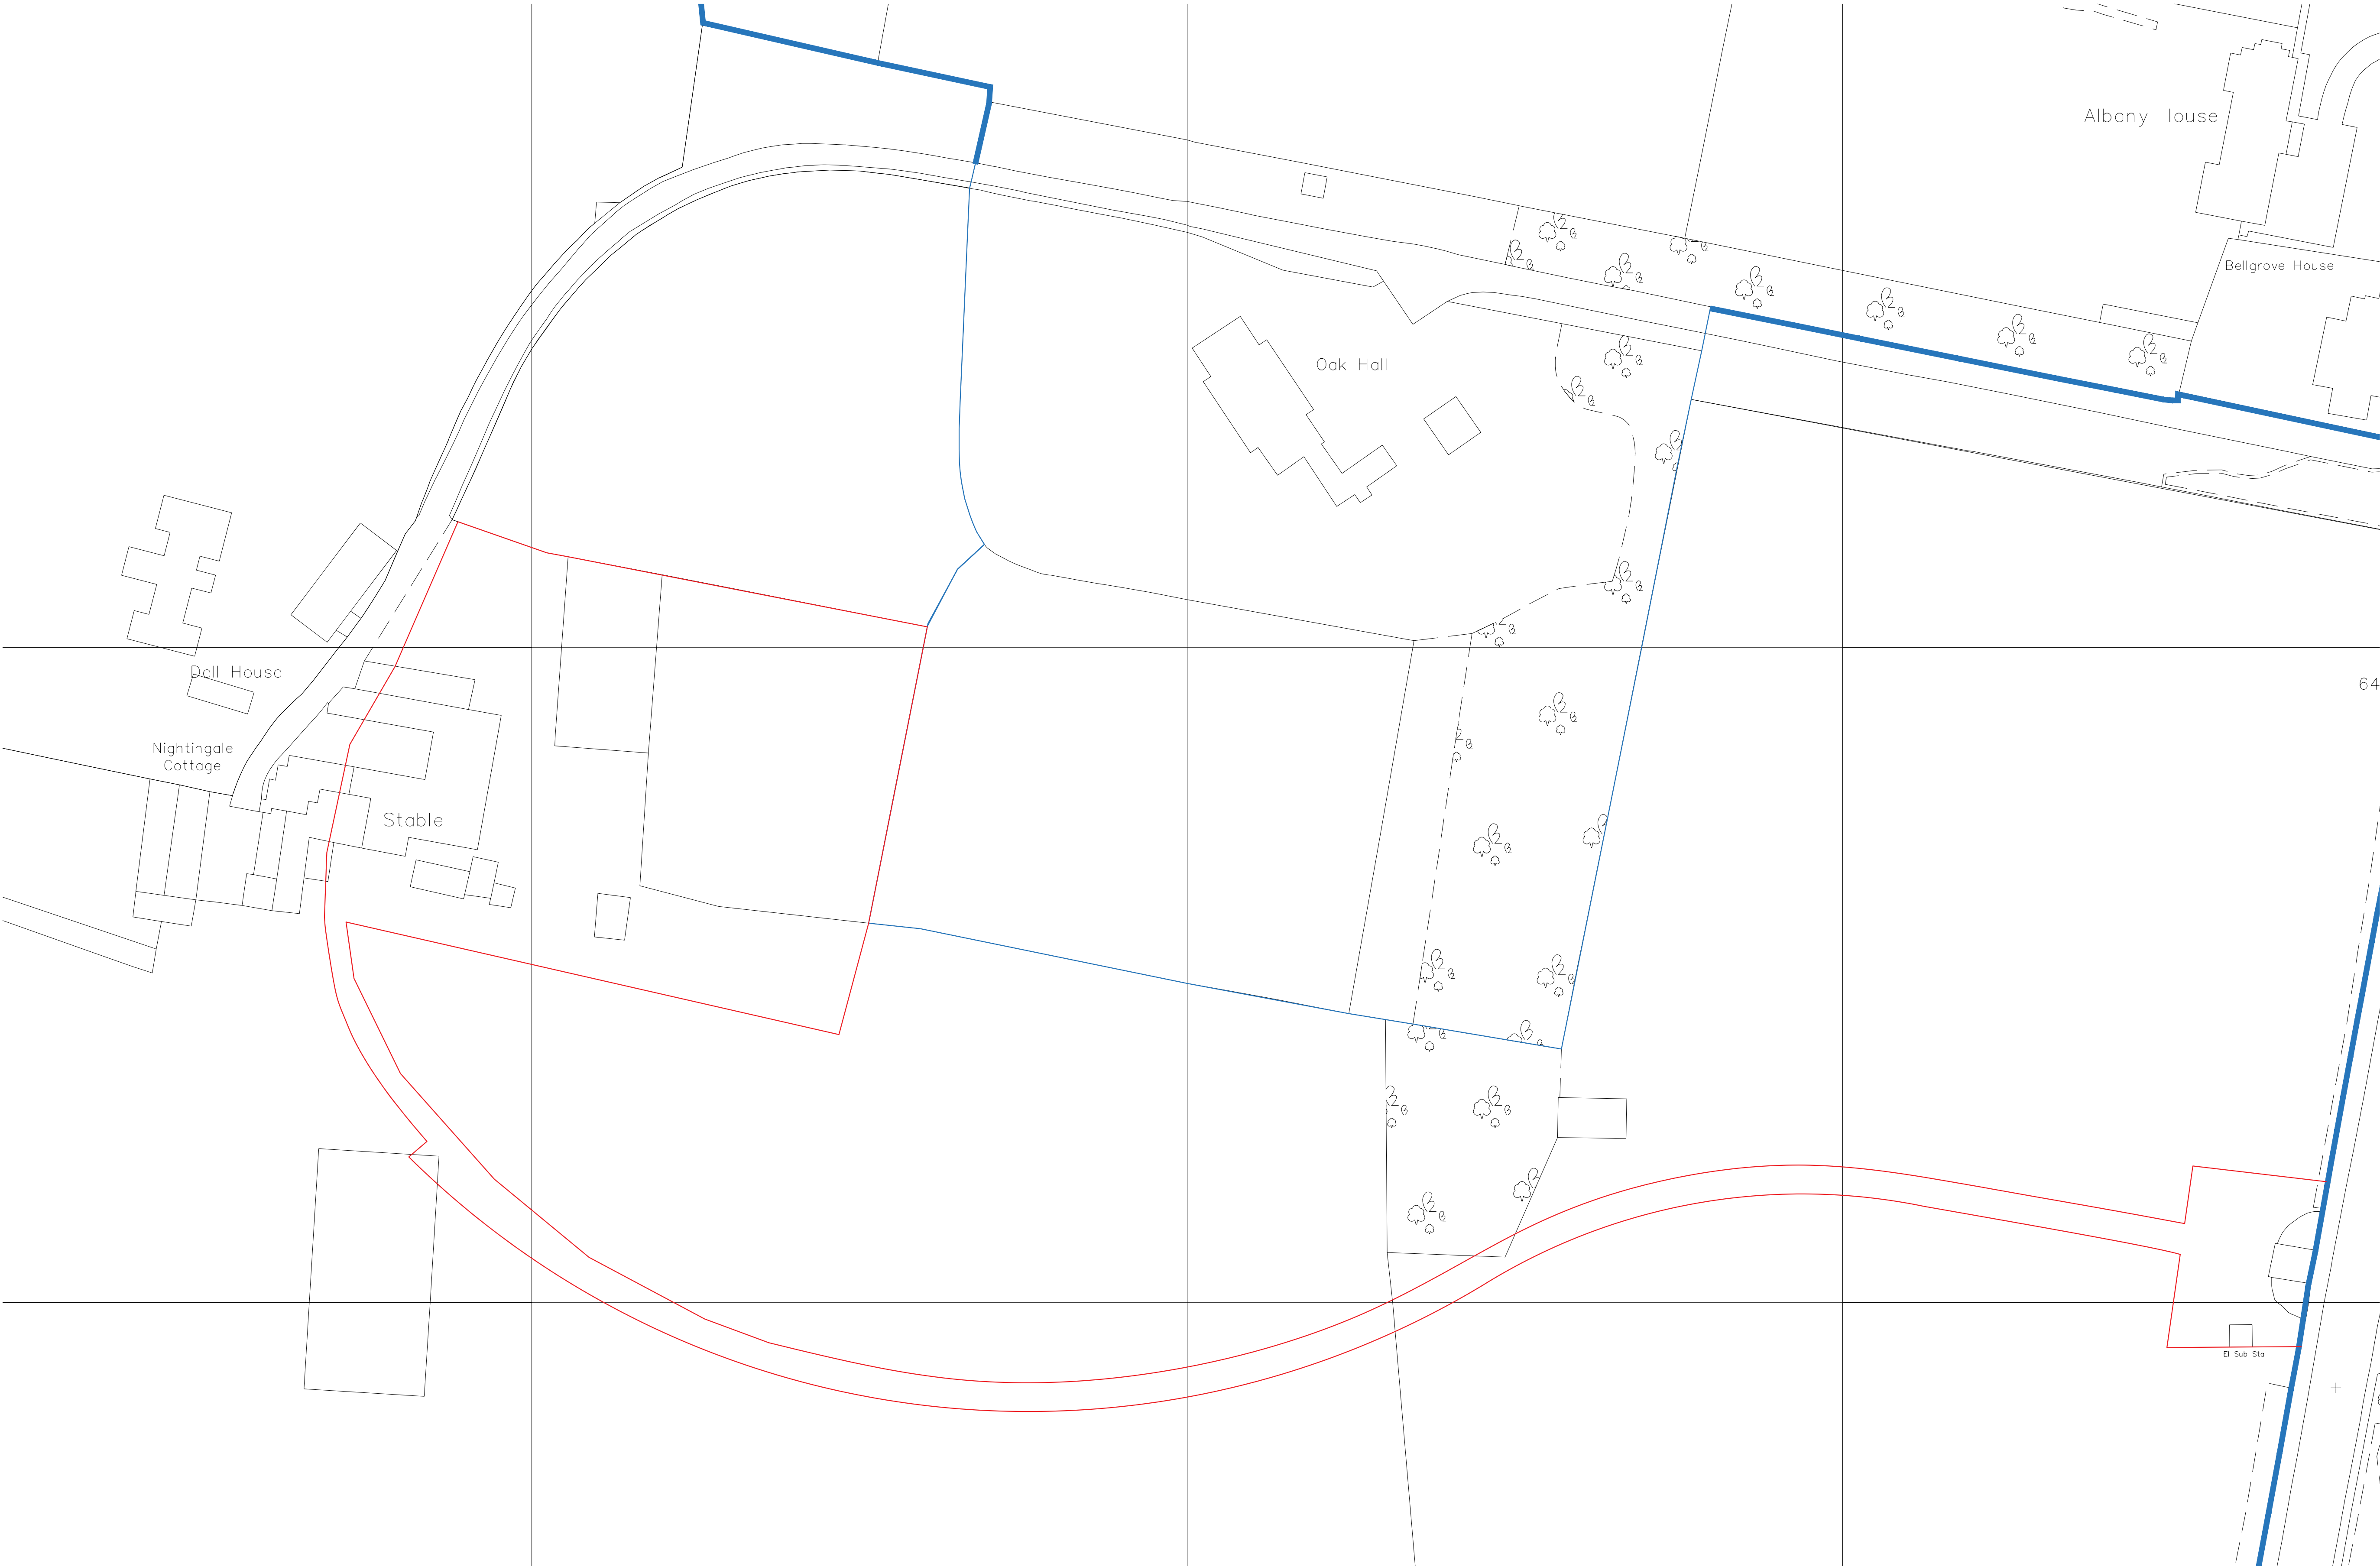 Albany House
Bellgrove House
Oak Hall
Dell House
64
Nightingale
Cottage
Stable
El Sub Sta